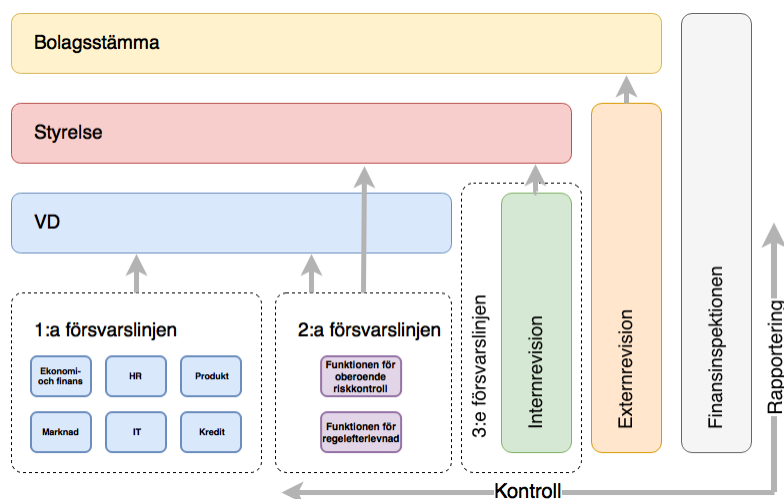 Bolagsstämma
Styrelse
VD
1:a försvarslinjen
Ekonomi-
och finans
HR
Produkt
Marknad
IT
Kredit
2:a försvarslinjen
Funktionen för
oberoende
riskkontroll
Funktionen för
regelefterlevnad
3:e försvarslinjen
Internrevision
Externrevision
Finansinspektionen
Rapportering
Kontroll